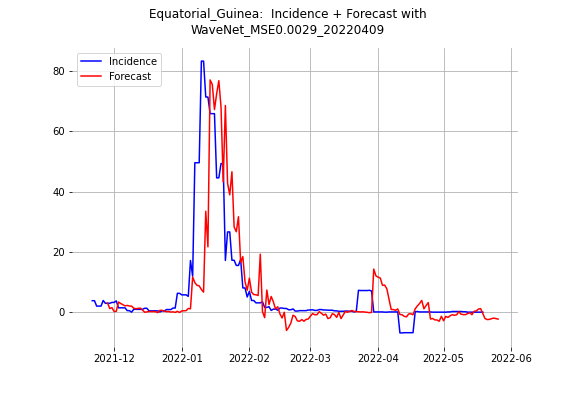 Equatorial_Guinea:  Incidence + Forecast with
WaveNet_MSE0.0029_20220409
Incidence
Forecast
80
60
40
20
0
2021-12 2022-01 2022-02 2022-03 2022-04 2022-05 2022-06